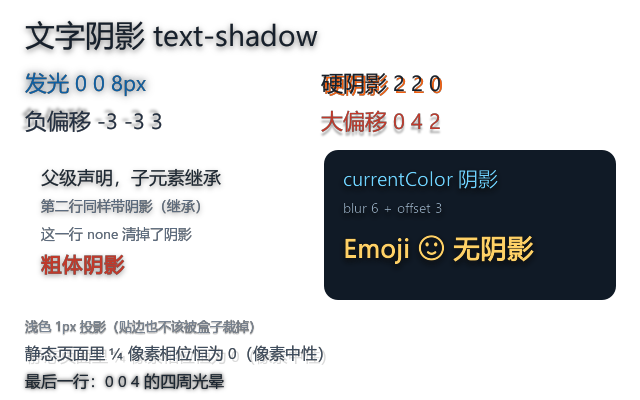 文字阴影 text-shadow
发光 0 0 8px
硬阴影 2 2 0
负偏移 -3 -3 3
大偏移 0 4 2
父级声明，子元素继承
第二行同样带阴影（继承）
这一行 none 清掉了阴影
粗体阴影
currentColor 阴影
blur 6 + offset 3
Emoji ☺ 无阴影
浅色 1px 投影（贴边也不该被盒子裁掉）
静态页面里 ¼ 像素相位恒为 0（像素中性）
最后一行：0 0 4 的四周光晕